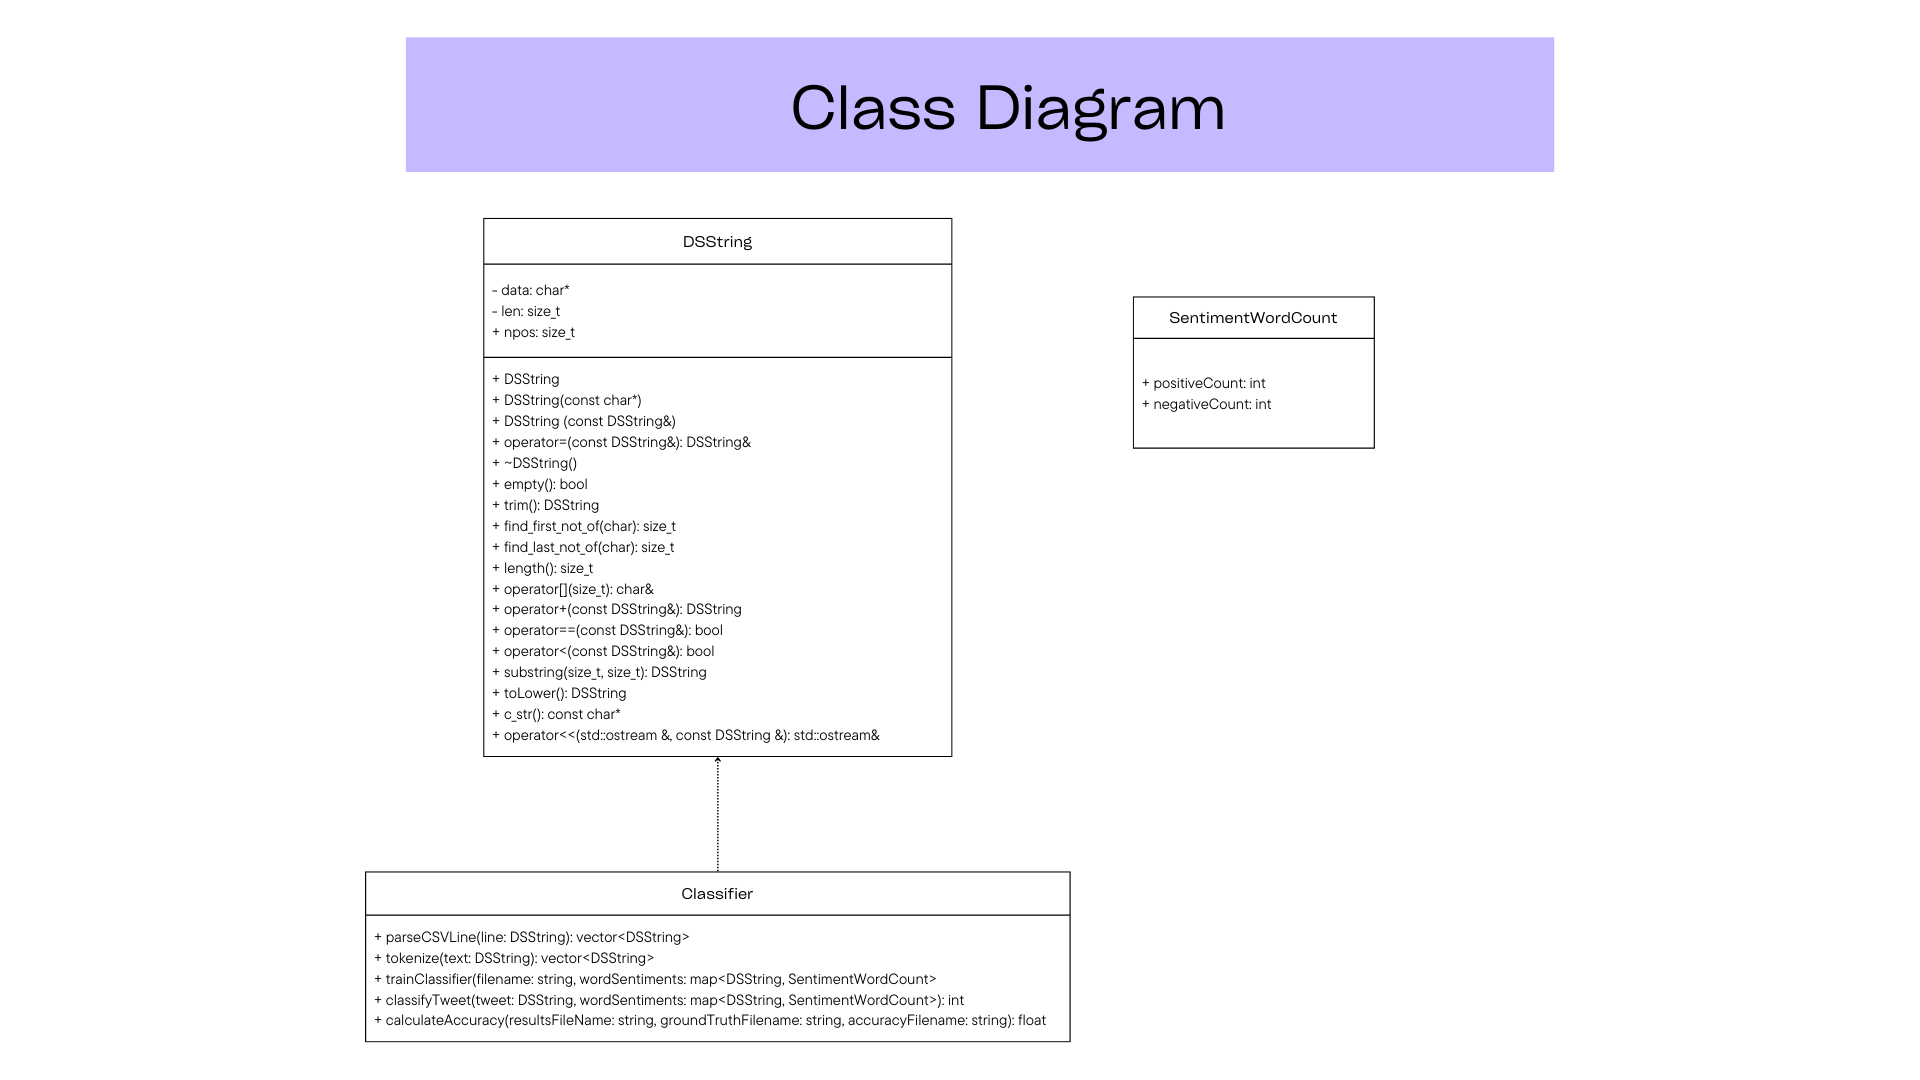 Class Diagram
DSString
- data: char*
- len: size_t
+ npos: size_t
+ DSString
+ DSString(const char*)
+ DSString (const DSString&)
+ operator=(const DSString&): DSString&
+ ~DSString()
+ empty(): bool
+ trim(): DSString
+ find_first_not_of(char): size_t
+ find_last_not_of(char): size_t
+ length(): size_t
+ operator[](size_t): char&
+ operator+(const DSString&): DSString
+ operator==(const DSString&): bool
+ operator<(const DSString&): bool
+ substring(size_t, size_t): DSString
+ toLower(): DSString
+ c_str(): const char*
+ operator<<(std::ostream &, const DSString &): std::ostream&
SentimentWordCount
+ positiveCount: int
+ negativeCount: int
Classifier
+ parseCSVLine(line: DSString): vector<DSString>
+ tokenize(text: DSString): vector<DSString>
+ trainClassifier(filename: string, wordSentiments: map<DSString, SentimentWordCount>
+ classifyTweet(tweet: DSString, wordSentiments: map<DSString, SentimentWordCount>): int
+ calculateAccuracy(resultsFileName: string, groundTruthFilename: string, accuracyFilename: string): float